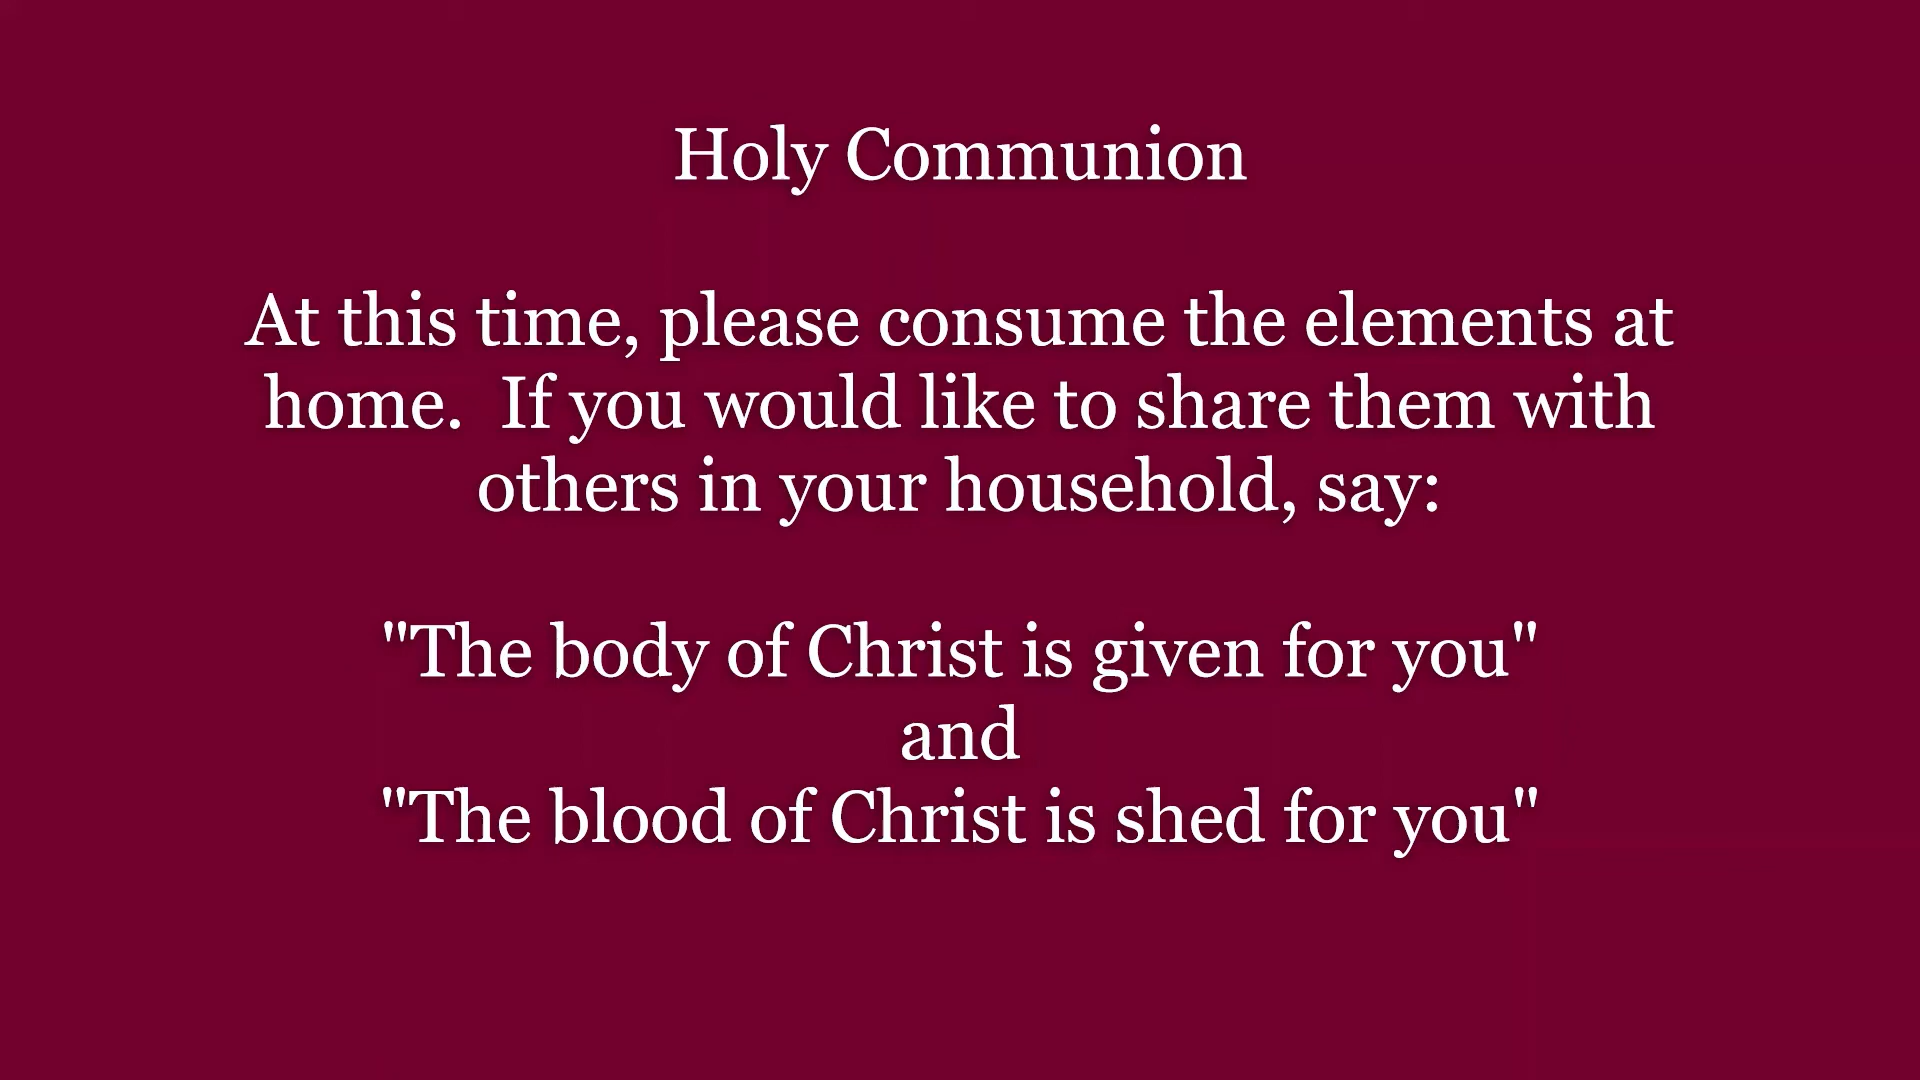 Holy Communion
At this time, please consume the elements at
home.  If you would like to share them with
others in your household, say:
"The body of Christ is given for you"
and
"The blood of Christ is shed for you"